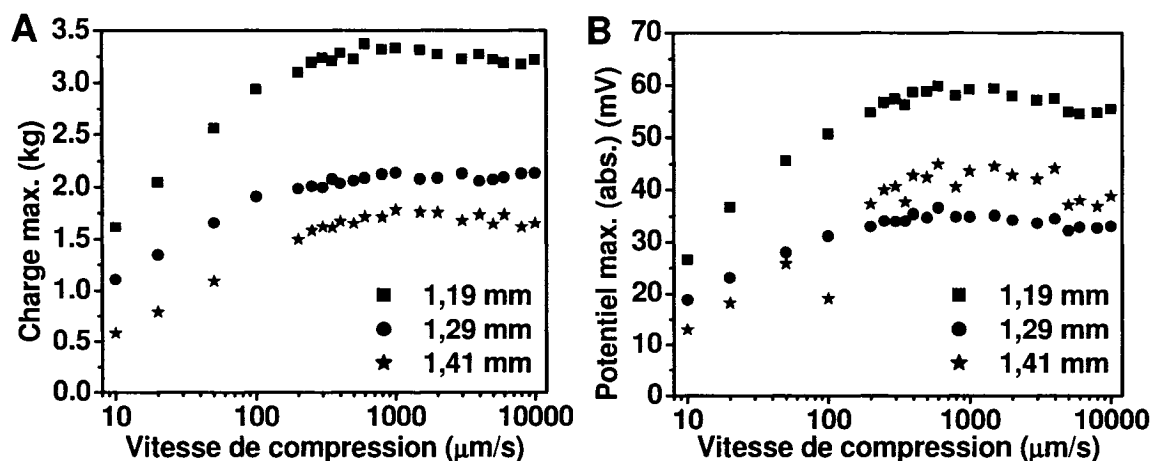 A
Charge max. (kg)
3.5
3.0
2.5
2.0
1.5
1.0
0.5
0.0
1,19 mm
1,29 mm
1,41 mm
10
100
1000
10000
Vitesse de compression (μm/s)
B
Potentiel max. (abs.) (mV)
70
60
50
40
30
20
10
0
1,19 mm
1,29 mm
1,41 mm
10
100
1000
10000
Vitesse de compression (μm/s)